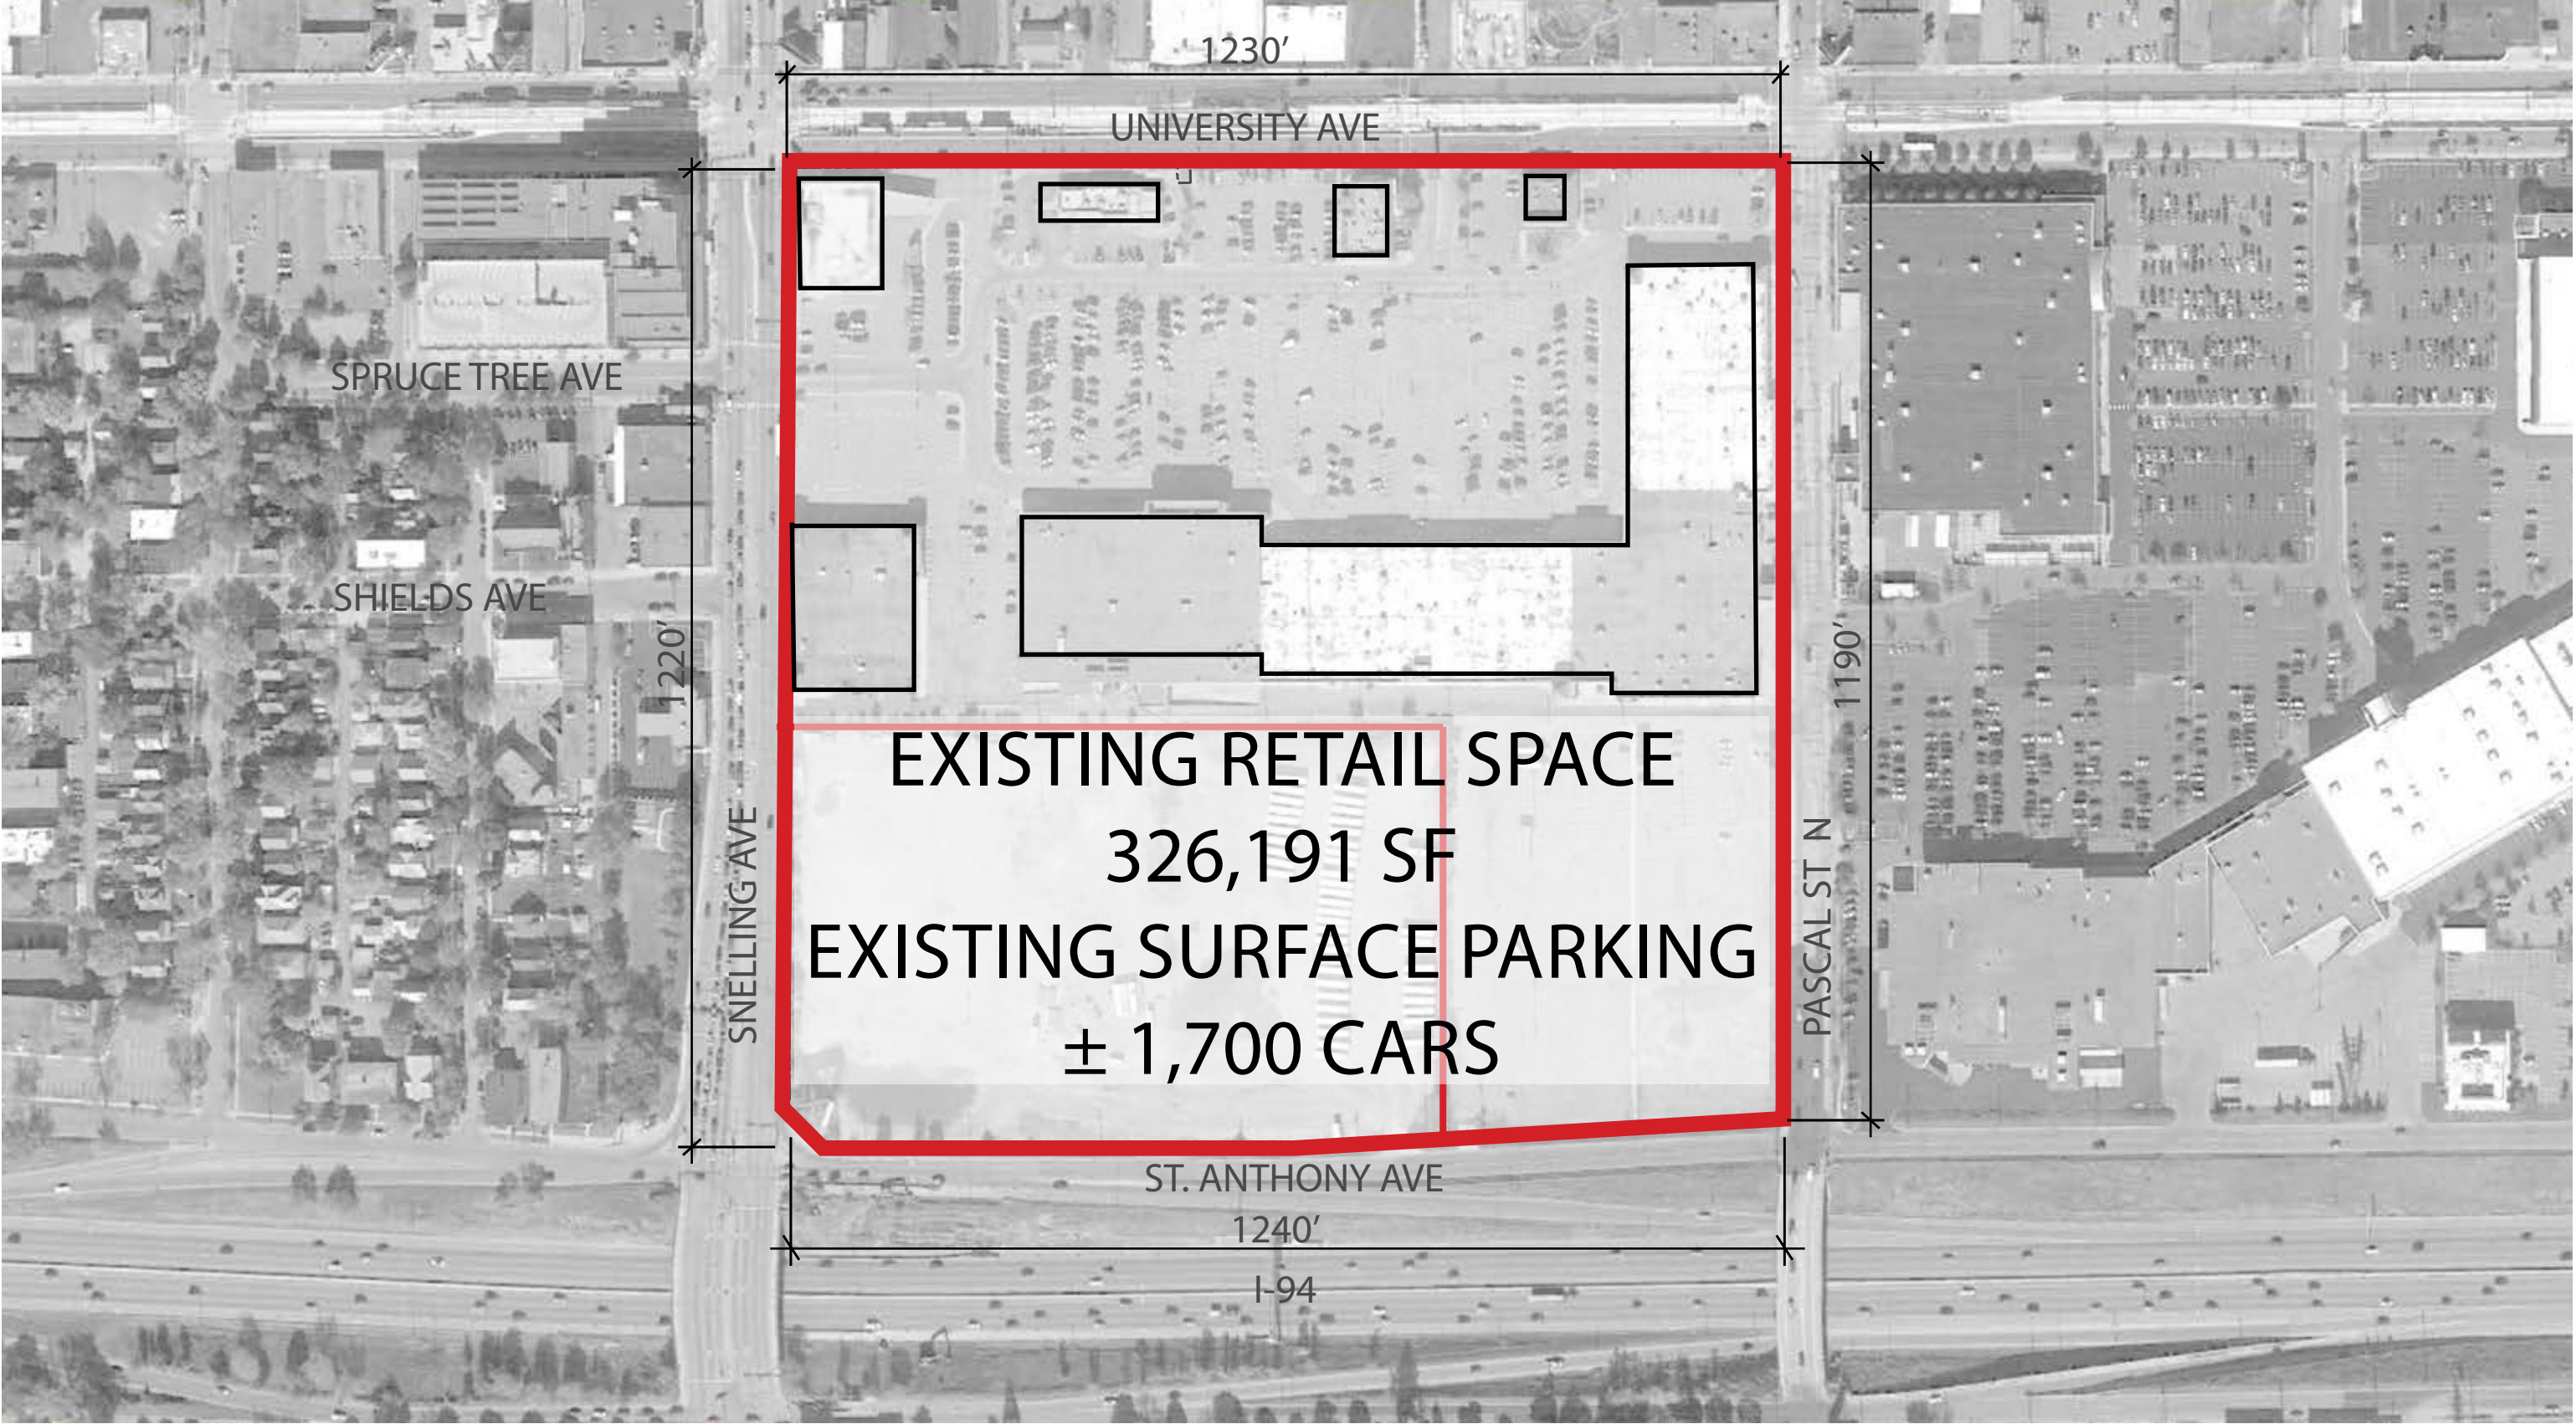 1230’
UNIVERSITY AVE
SPRUCE TREE AVE
SHIELDS AVE
1220’
1190’
EXISTING RETAIL SPACE
326,191 SF
EXISTING SURFACE PARKING
± 1,700 CARS
SNELLING AVE
PASCAL ST N
ST. ANTHONY AVE
1240’
I-94